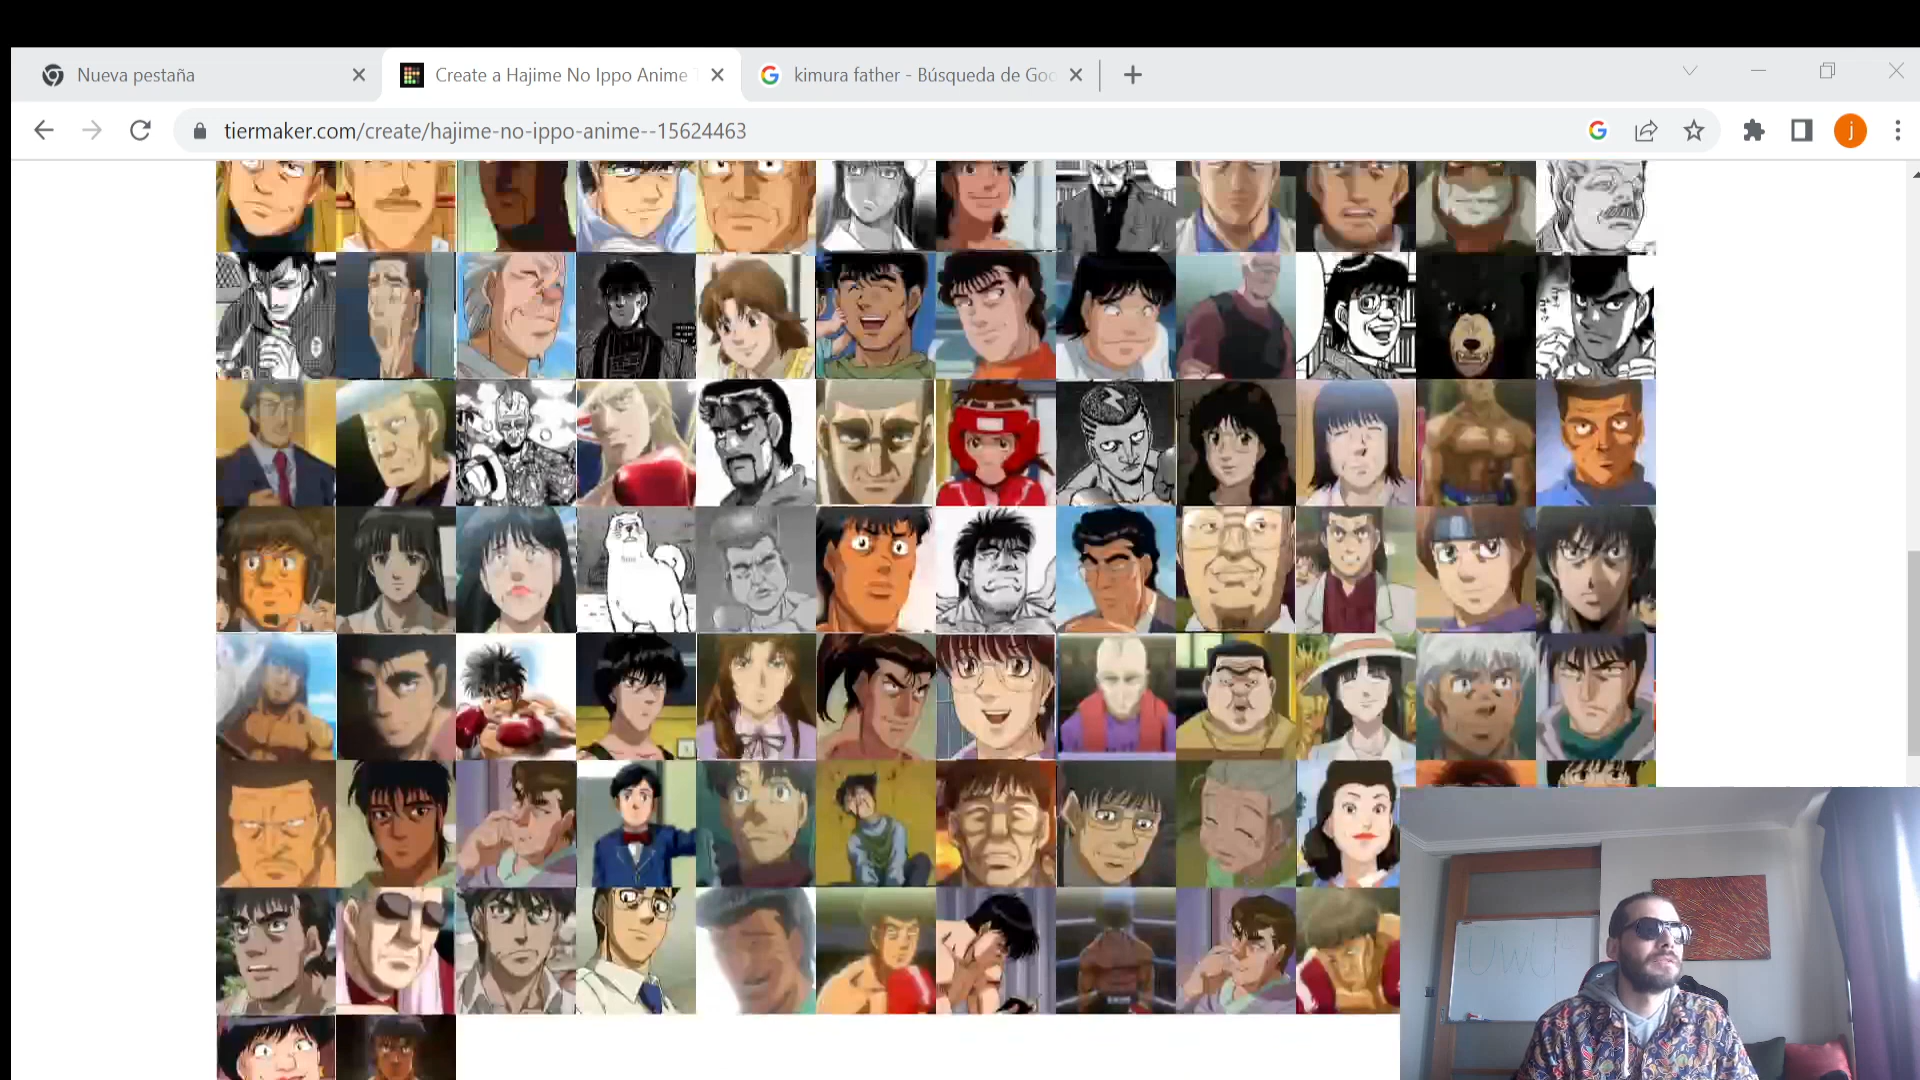 Nueva pestaña
Create a Hajime No Ippo Anime
kimura father - Búsqueda de Goo
tiermaker.com/create/hajime-no-ippo-anime--15624463
j
UWU